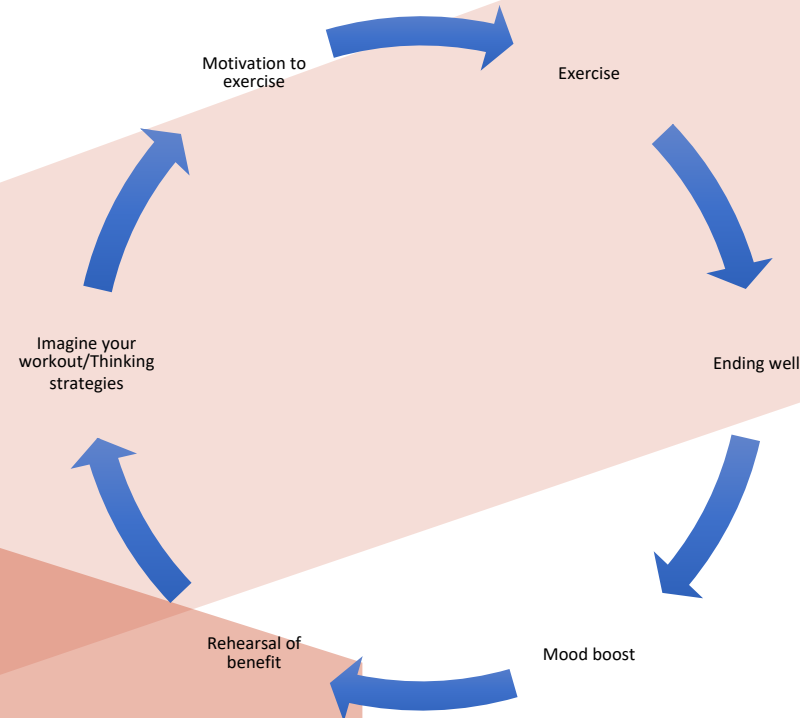 Motivation to
exercise
Exercise
Ending well
Mood boost
Rehearsal of
benefit
Imagine your
workout/Thinking
strategies